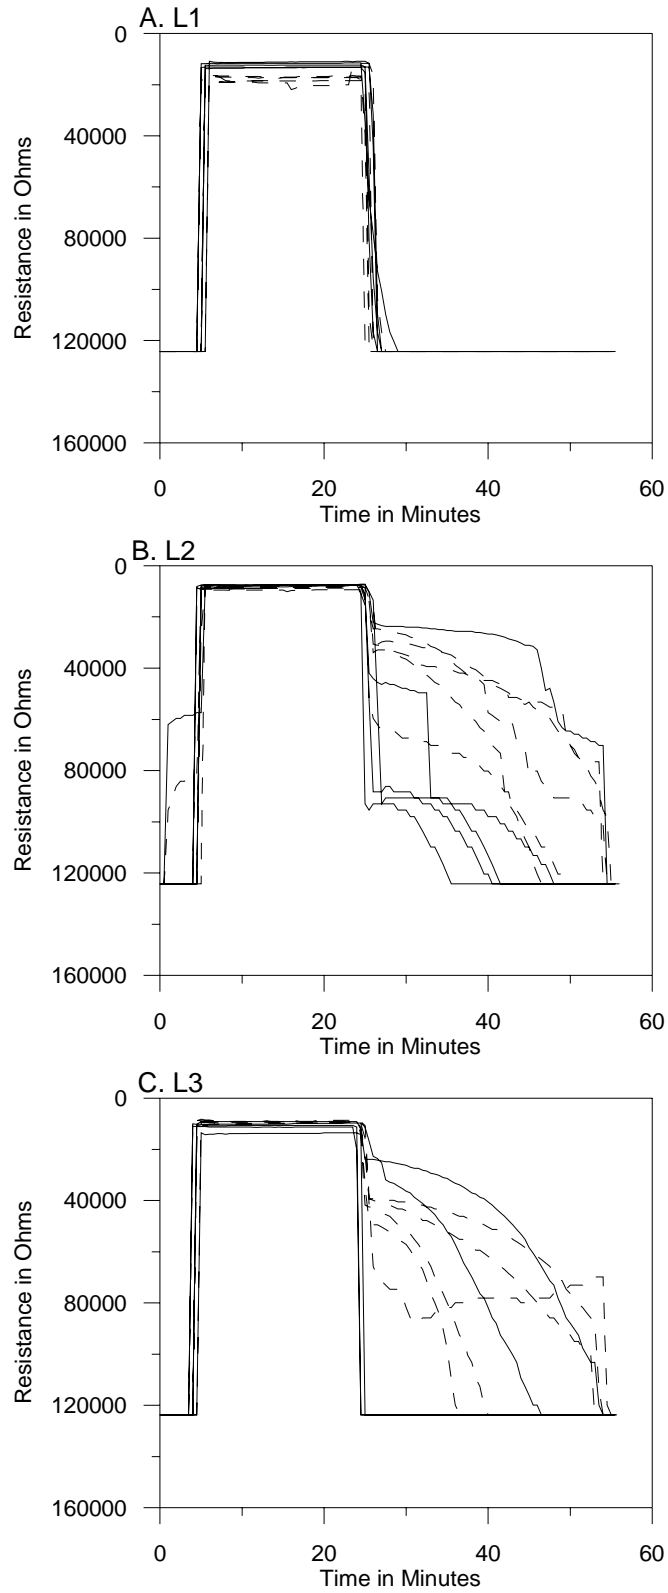 A. L1
0
40000
80000
120000
160000
Resistance in Ohms
0 20 40 60
Time in Minutes
B. L2
0
40000
80000
120000
160000
Resistance in Ohms
0 20 40 60
Time in Minutes
C. L3
0
40000
80000
120000
160000
Resistance in Ohms
0 20 40 60
Time in Minutes